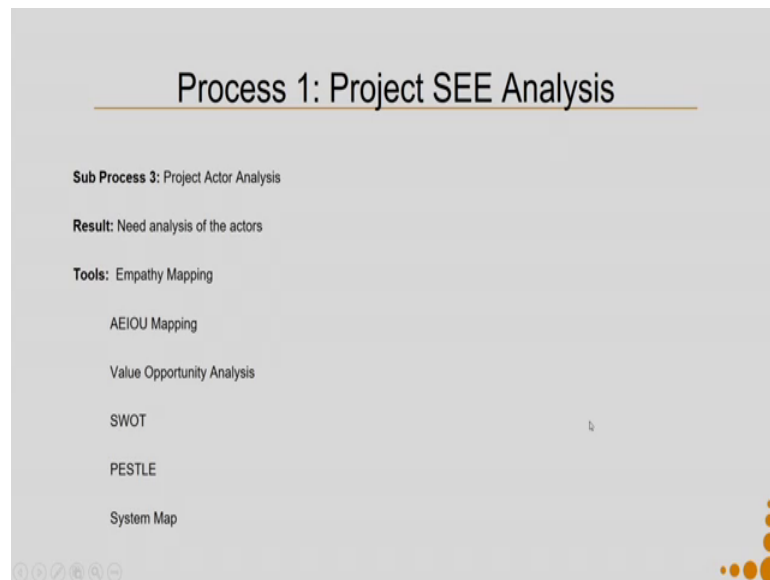 Process 1: Project SEE Analysis
Sub Process 3: Project Actor Analysis
Result: Need analysis of the actors
Tools: Empathy Mapping
AEIOU Mapping
Value Opportunity Analysis
SWOT
PESTLE
System Map